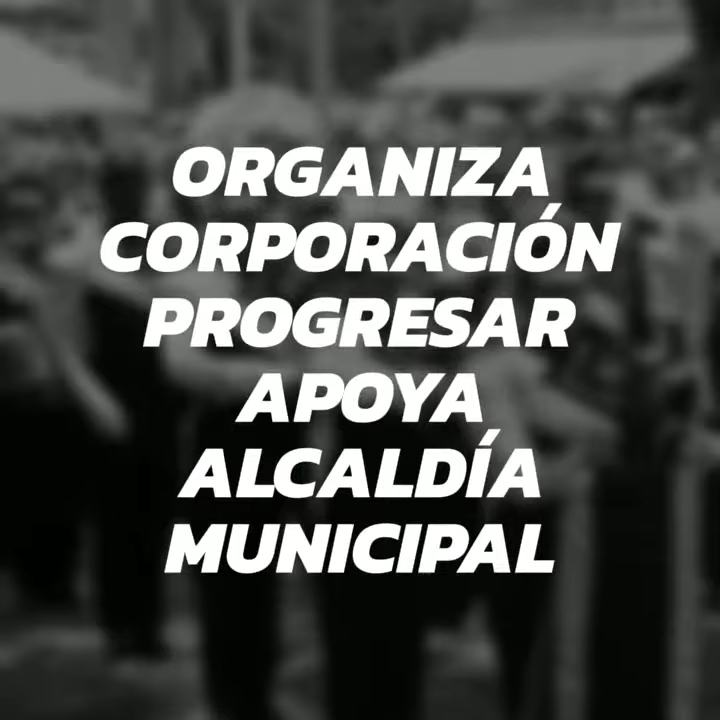 ORGANIZA
CORPORACIÓN
PROGRESAR
APOYA
ALCALDÍA
MUNICIPAL